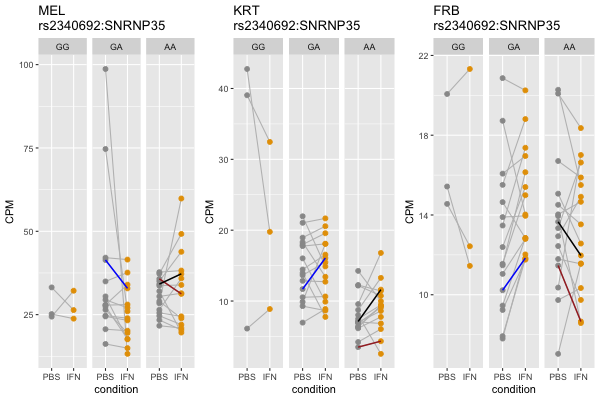 MEL
rs2340692:SNRNP35
GG GA AA
100
75
50
25
CPM
PBS IFN PBS IFN PBS IFN
condition
KRT
rs2340692:SNRNP35
GG GA AA
40
30
20
10
CPM
PBS IFN PBS IFN PBS IFN
condition
FRB
rs2340692:SNRNP35
GG GA AA
22
18
14
10
CPM
PBS IFN PBS IFN PBS IFN
condition